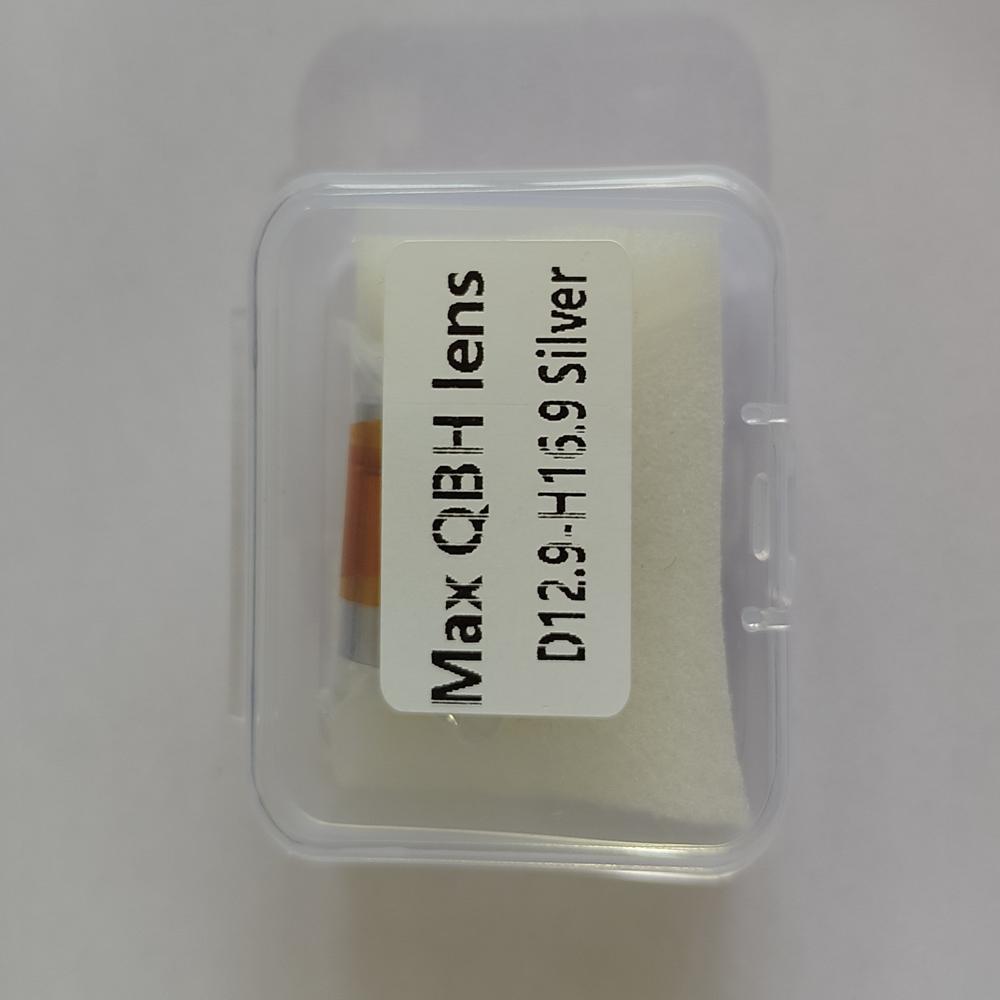 Max QBH lens
D12.9-H16.9 Silver